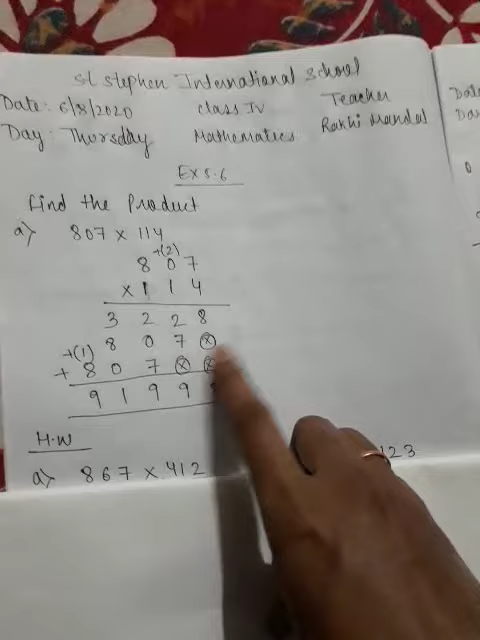 St Stephen International School
Date: 6/8/2020 Class IV Teacher
Day: Thursday Mathematics Rakhi Mandal
Ex 5.6
Find the Product
a) 807 x 114
+(2)
8 0 7
x 1 1 4
3 2 2 8
+(1) 8 0 7 ⓧ
+ 8 0 7 ⓧ ⓧ
9 1 9 9
H.W
a) 867 x 412
123